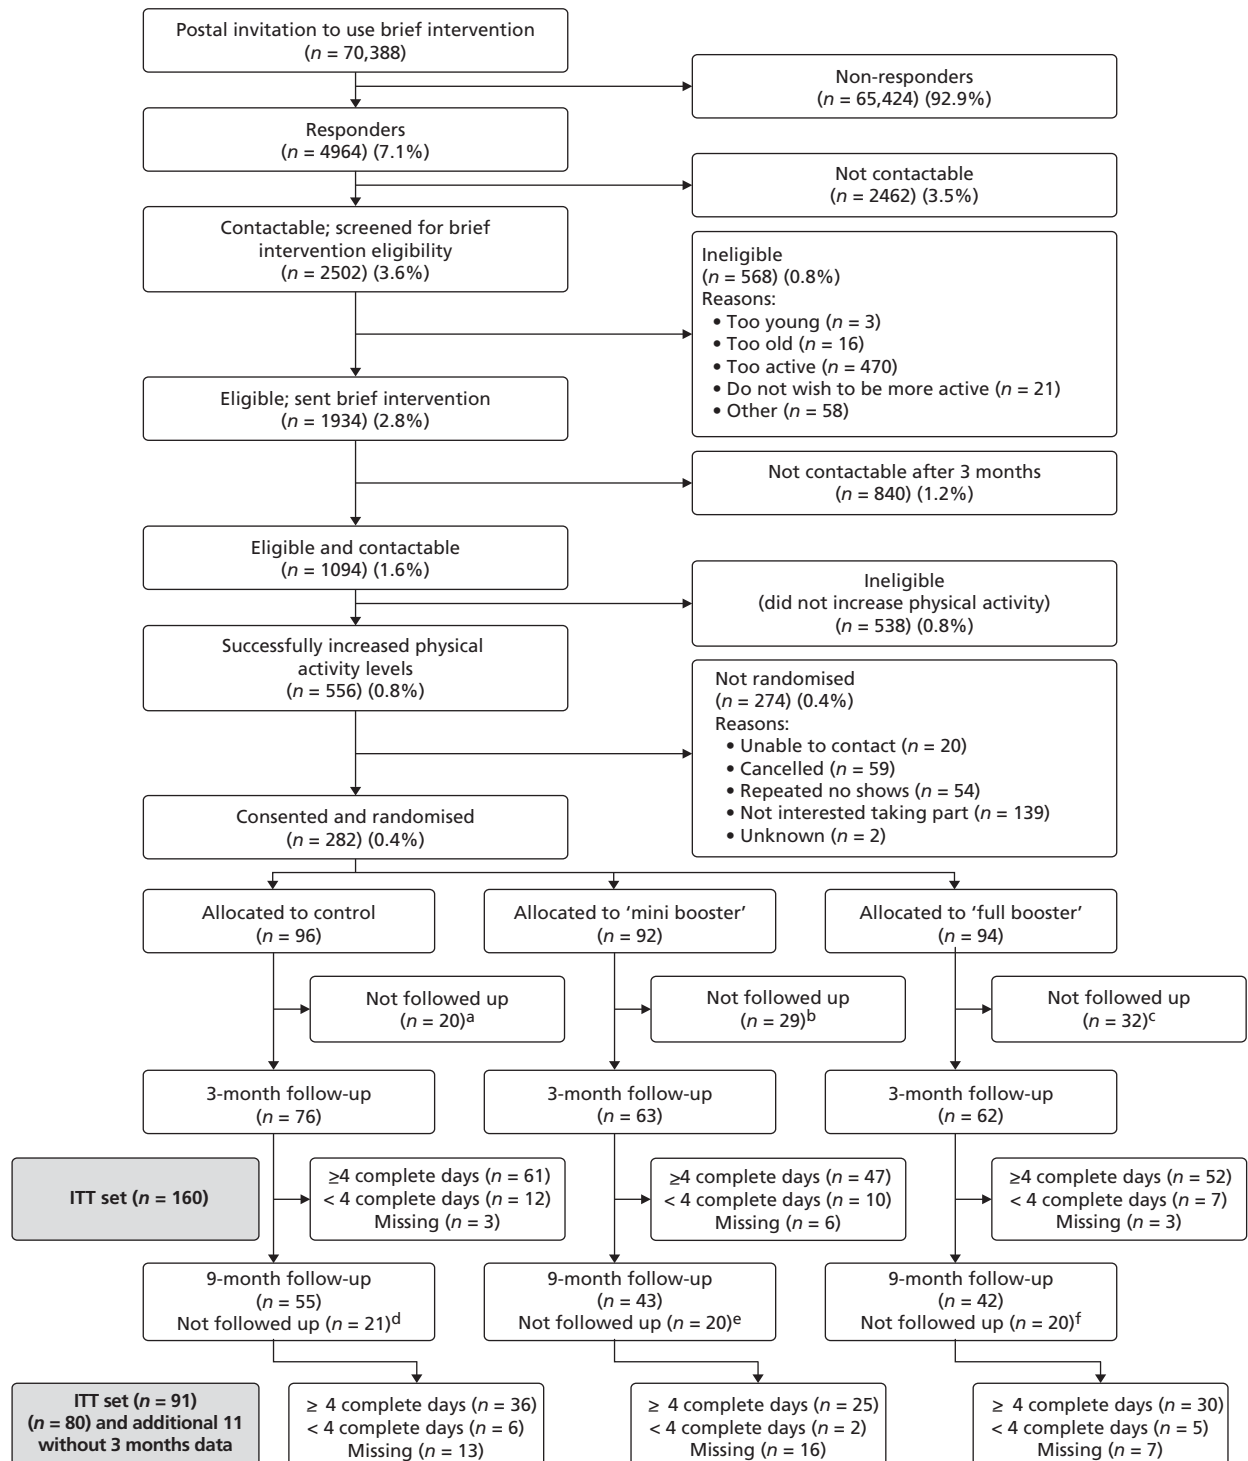 Postal invitation to use brief intervention
(n = 70,388)
Non-responders
(n = 65,424) (92.9%)
Responders
(n = 4964) (7.1%)
Not contactable
(n = 2462) (3.5%)
Contactable; screened for brief
intervention eligibility
(n = 2502) (3.6%)
Ineligible
(n = 568) (0.8%)
Reasons:
• Too young (n = 3)
• Too old (n = 16)
• Too active (n = 470)
• Do not wish to be more active (n = 21)
• Other (n = 58)
Eligible; sent brief intervention
(n = 1934) (2.8%)
Not contactable after 3 months
(n = 840) (1.2%)
Eligible and contactable
(n = 1094) (1.6%)
Ineligible
(did not increase physical activity)
(n = 538) (0.8%)
Successfully increased physical
activity levels
(n = 556) (0.8%)
Not randomised
(n = 274) (0.4%)
Reasons:
• Unable to contact (n = 20)
• Cancelled (n = 59)
• Repeated no shows (n = 54)
• Not interested taking part (n = 139)
• Unknown (n = 2)
Consented and randomised
(n = 282) (0.4%)
Allocated to control
(n = 96)
Allocated to ‘mini booster’
(n = 92)
Allocated to ‘full booster’
(n = 94)
Not followed up
(n = 20)a
Not followed up
(n = 29)b
Not followed up
(n = 32)c
3-month follow-up
(n = 76)
3-month follow-up
(n = 63)
3-month follow-up
(n = 62)
ITT set (n = 160)
≥4 complete days (n = 61)
< 4 complete days (n = 12)
Missing (n = 3)
≥4 complete days (n = 47)
< 4 complete days (n = 10)
Missing (n = 6)
≥4 complete days (n = 52)
< 4 complete days (n = 7)
Missing (n = 3)
9-month follow-up
(n = 55)
Not followed up (n = 21)d
9-month follow-up
(n = 43)
Not followed up (n = 20)e
9-month follow-up
(n = 42)
Not followed up (n = 20)f
ITT set (n = 91)
(n = 80) and additional 11
without 3 months data
≥ 4 complete days (n = 36)
< 4 complete days (n = 6)
Missing (n = 13)
≥ 4 complete days (n = 25)
< 4 complete days (n = 2)
Missing (n = 16)
≥ 4 complete days (n = 30)
< 4 complete days (n = 5)
Missing (n = 7)